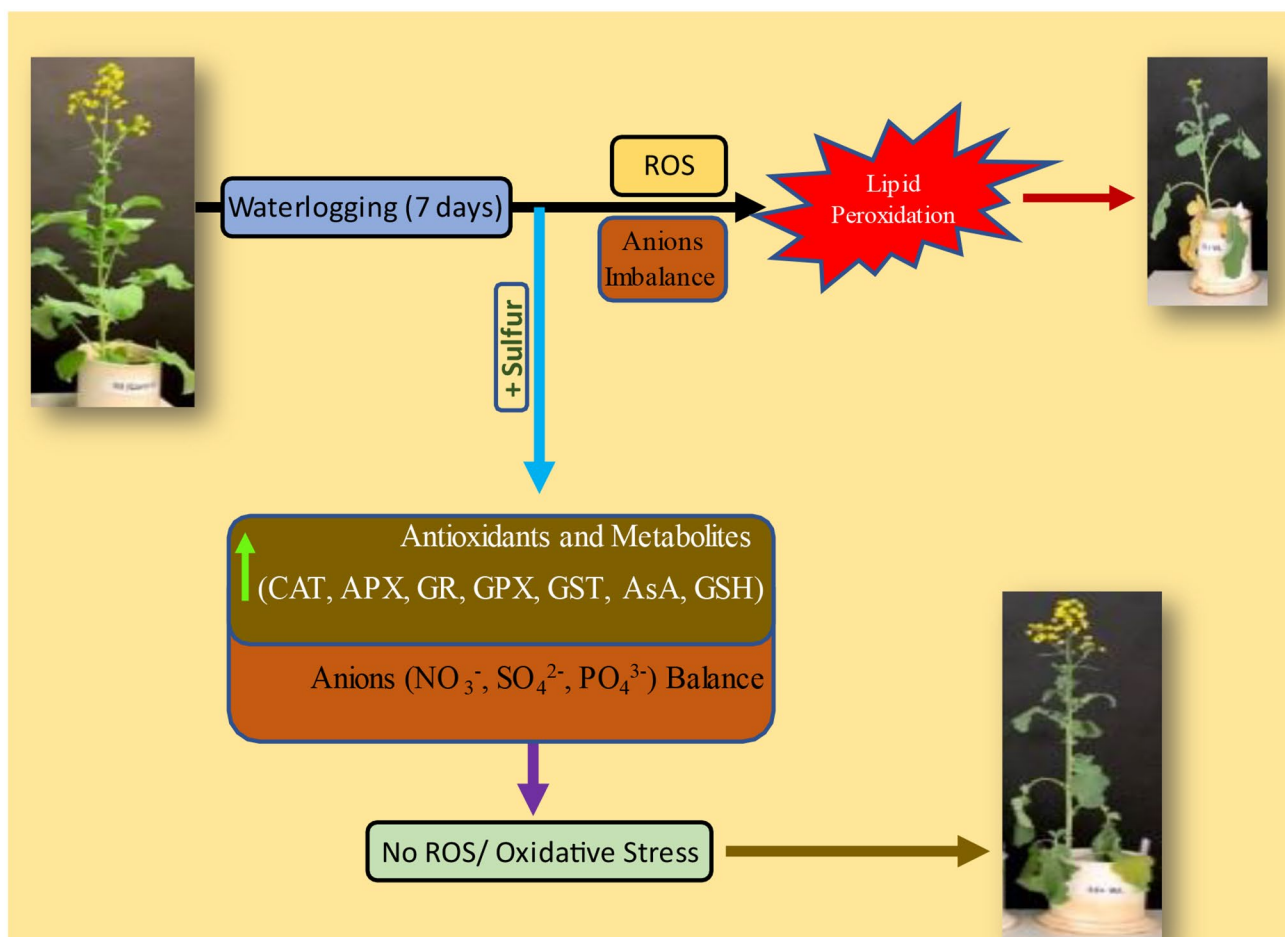 ROS
Waterlogging (7 days)
Anions
Imbalance
Lipid
Peroxidation
+ Sulfur
Antioxidants and Metabolites
(CAT, APX, GR, GPX, GST, AsA, GSH)
Anions (NO₃⁻, SO₄²⁻, PO₄³⁻) Balance
No ROS/ Oxidative Stress